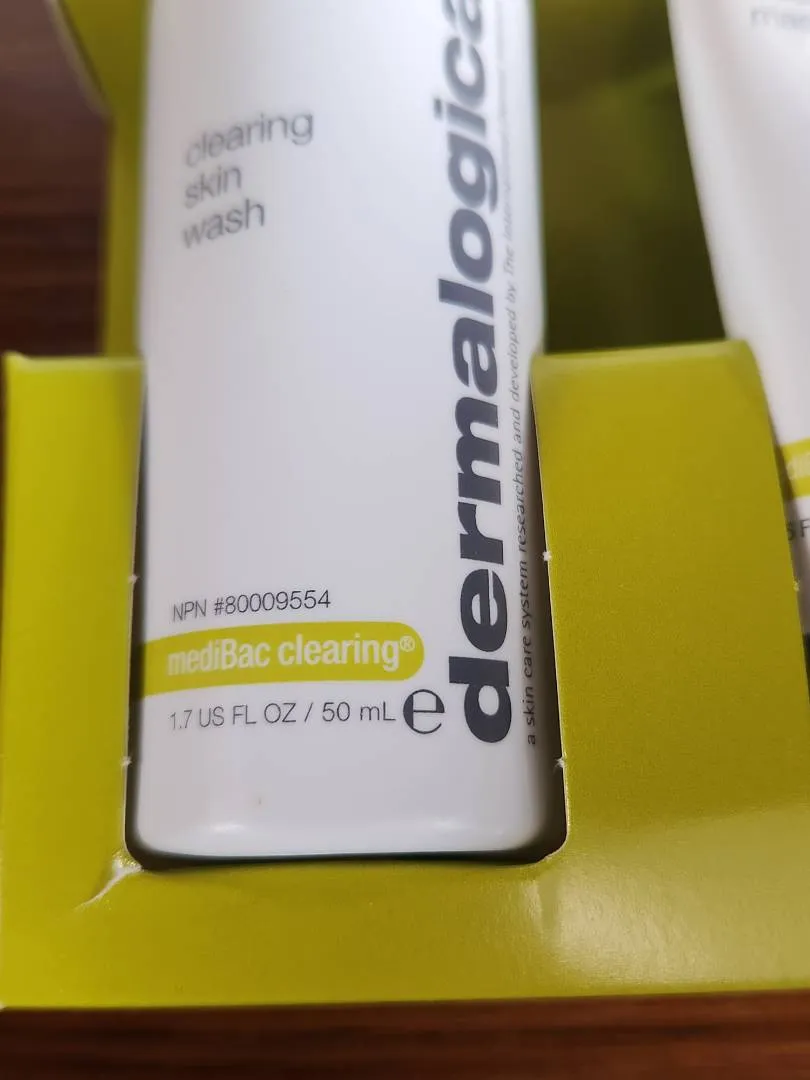 clearing
skin
wash
NPN #80009554
mediBac clearing®
1.7 US FL OZ / 50 mL ℮
dermalogica
a skin care system researched and developed by The International